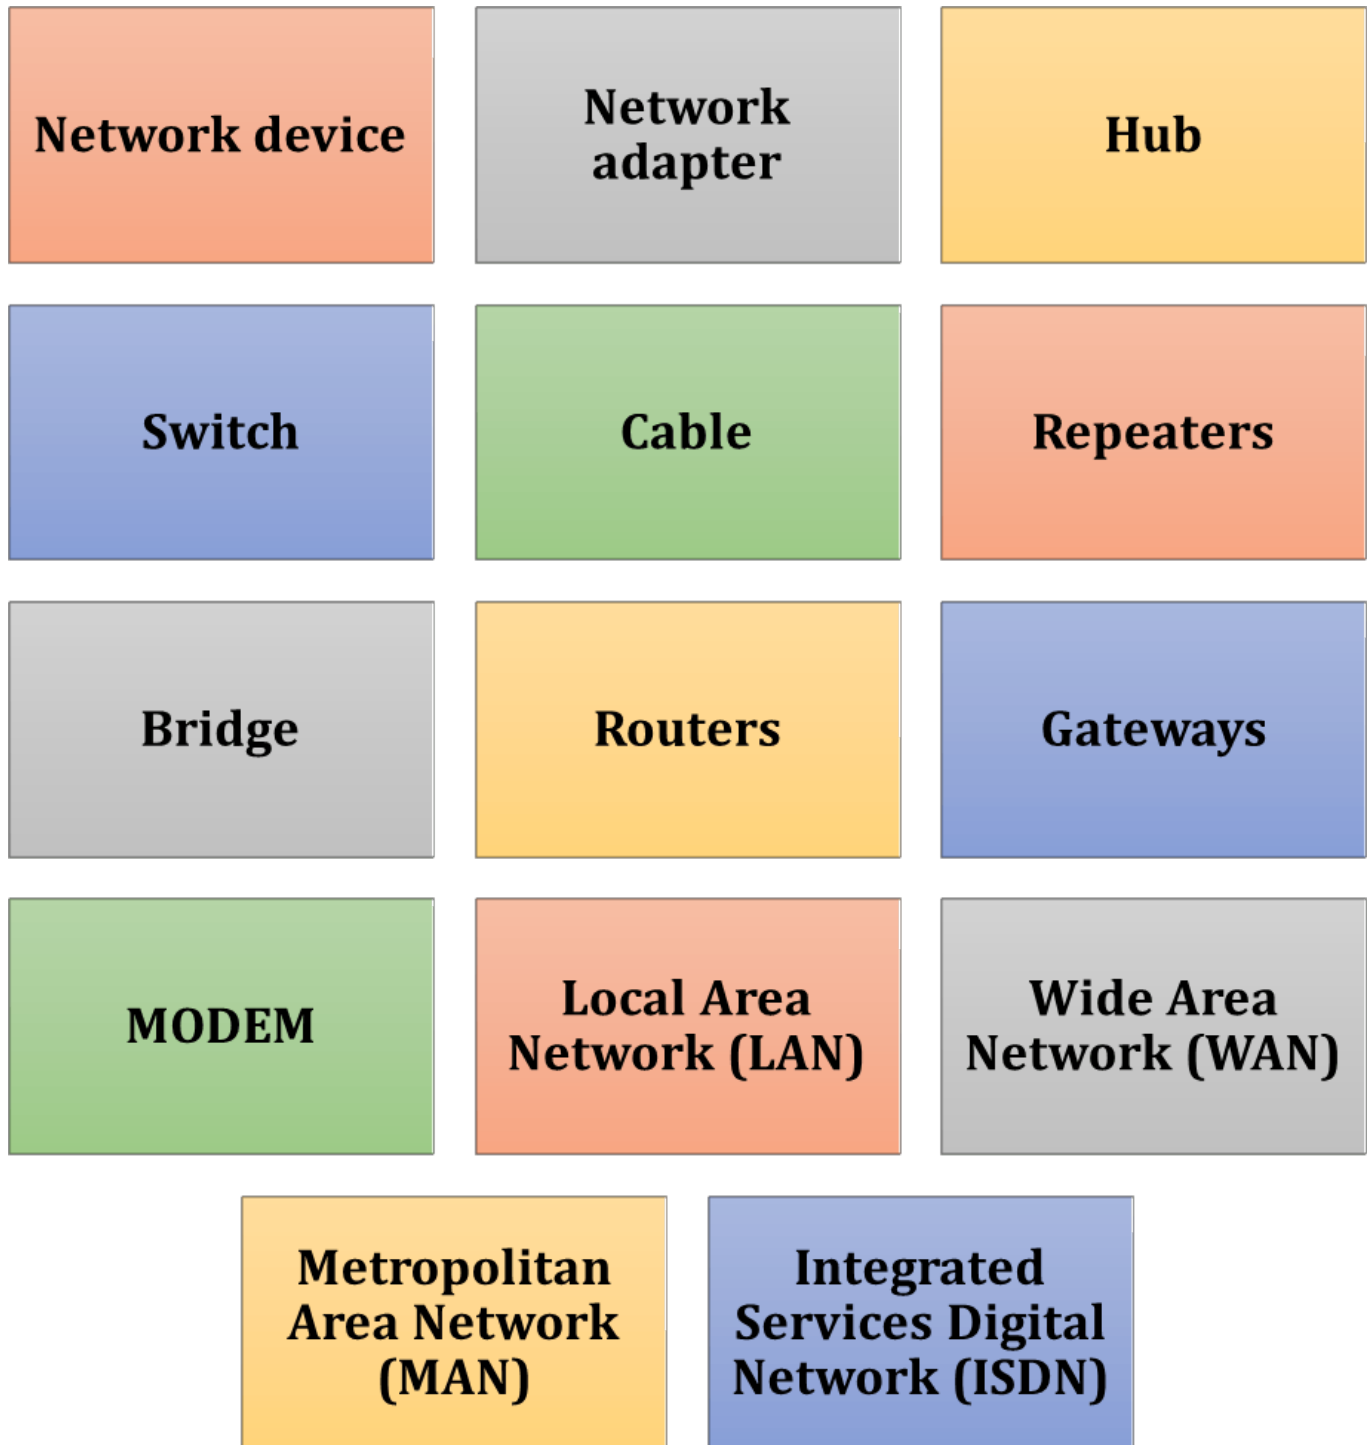 Network device
Network
adapter
Hub
Switch
Cable
Repeaters
Bridge
Routers
Gateways
MODEM
Local Area
Network (LAN)
Wide Area
Network (WAN)
Metropolitan
Area Network
(MAN)
Integrated
Services Digital
Network (ISDN)